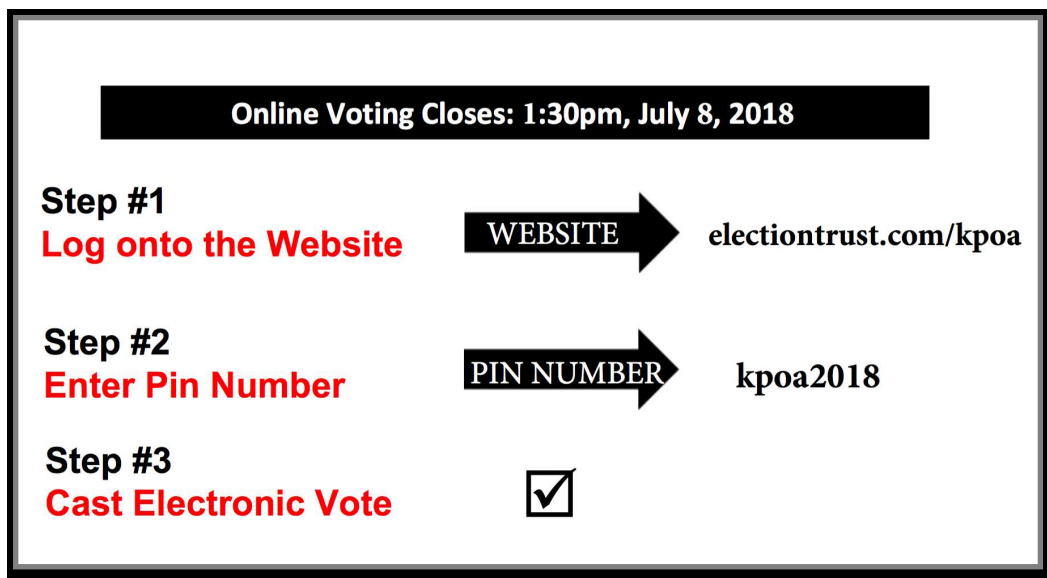 Online Voting Closes: 1:30pm, July 8, 2018
Step #1
Log onto the Website
WEBSITE
electiontrust.com/kpoa
Step #2
Enter Pin Number
PIN NUMBER
kpoa2018
Step #3
Cast Electronic Vote